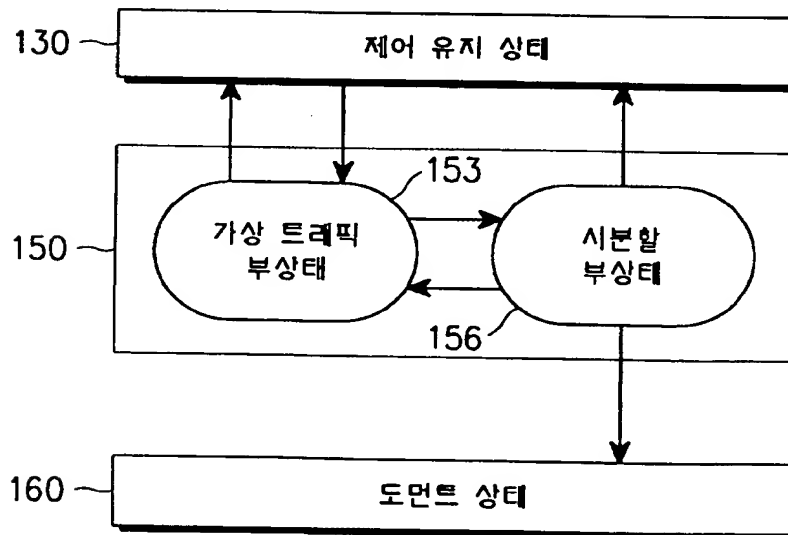 130
제어 유지 상태
153
150
가상 트래픽
부상태
시분할
부상태
156
160
도먼트 상태